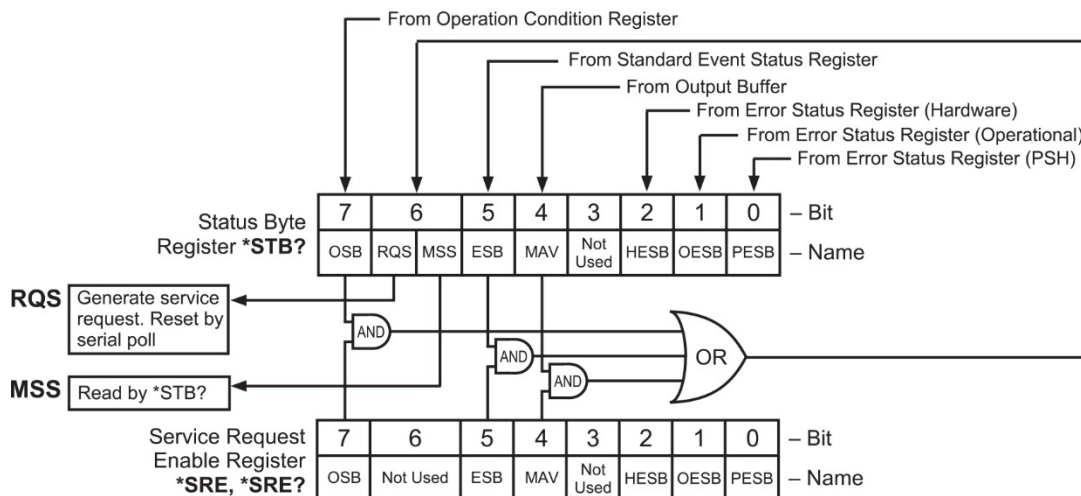 From Operation Condition Register
From Standard Event Status Register
From Output Buffer
From Error Status Register (Hardware)
From Error Status Register (Operational)
From Error Status Register (PSH)
Status Byte
Register *STB?
7 6 5 4 3 2 1 0 – Bit
OSB RQS MSS ESB MAV Not Used HESB OESB PESB – Name
RQS
Generate service
request. Reset by
serial poll
AND
AND
AND
OR
MSS
Read by *STB?
Service Request
Enable Register
*SRE, *SRE?
7 6 5 4 3 2 1 0 – Bit
OSB Not Used ESB MAV Not Used HESB OESB PESB – Name